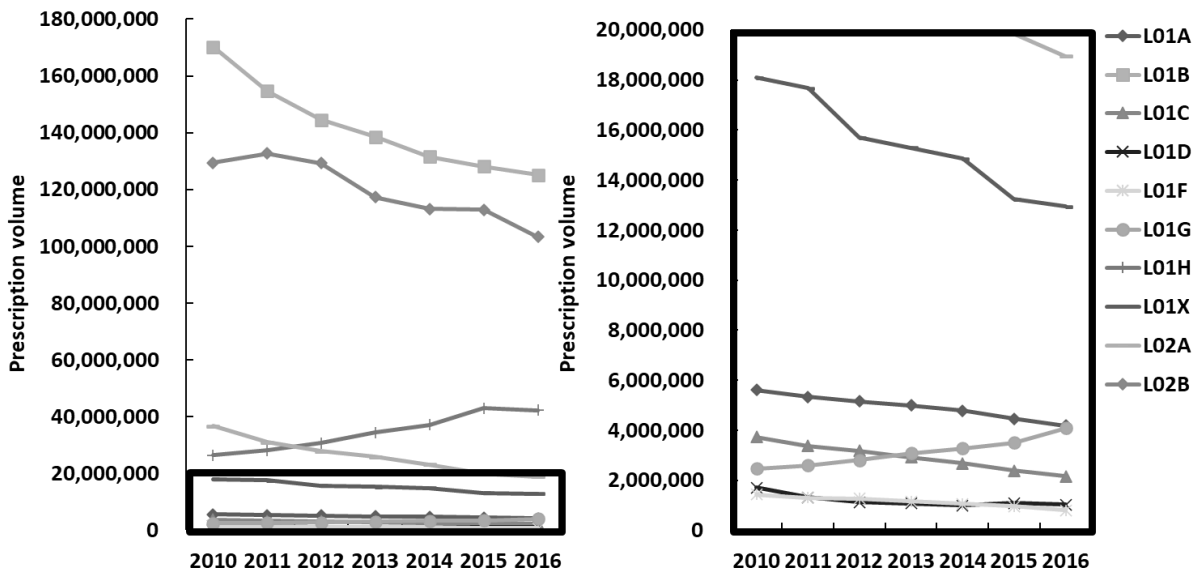 Prescription volume
180,000,000
160,000,000
140,000,000
120,000,000
100,000,000
80,000,000
60,000,000
40,000,000
20,000,000
0
2010 2011 2012 2013 2014 2015 2016
Prescription volume
20,000,000
18,000,000
16,000,000
14,000,000
12,000,000
10,000,000
8,000,000
6,000,000
4,000,000
2,000,000
0
2010 2011 2012 2013 2014 2015 2016
L01A
L01B
L01C
L01D
L01F
L01G
L01H
L01X
L02A
L02B